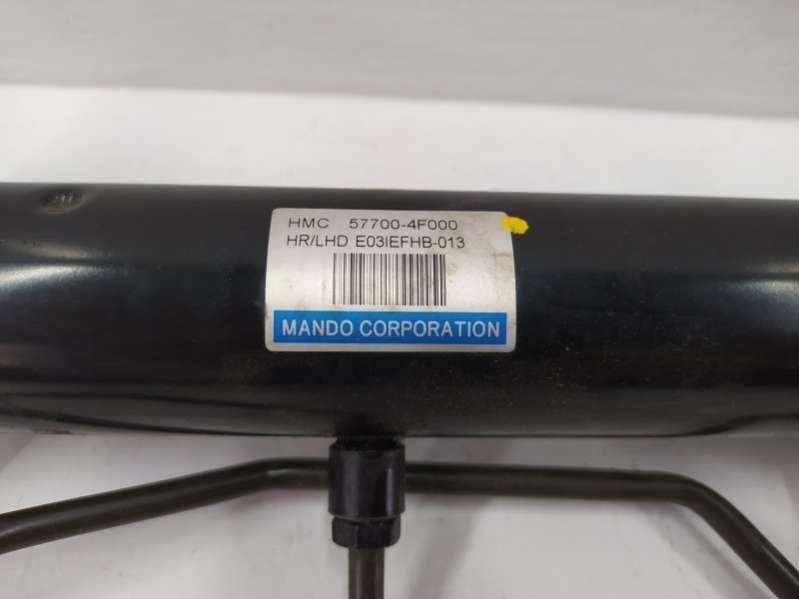 HMC 57700-4F000
HR/LHD E03IEFHB-013
MANDO CORPORATION